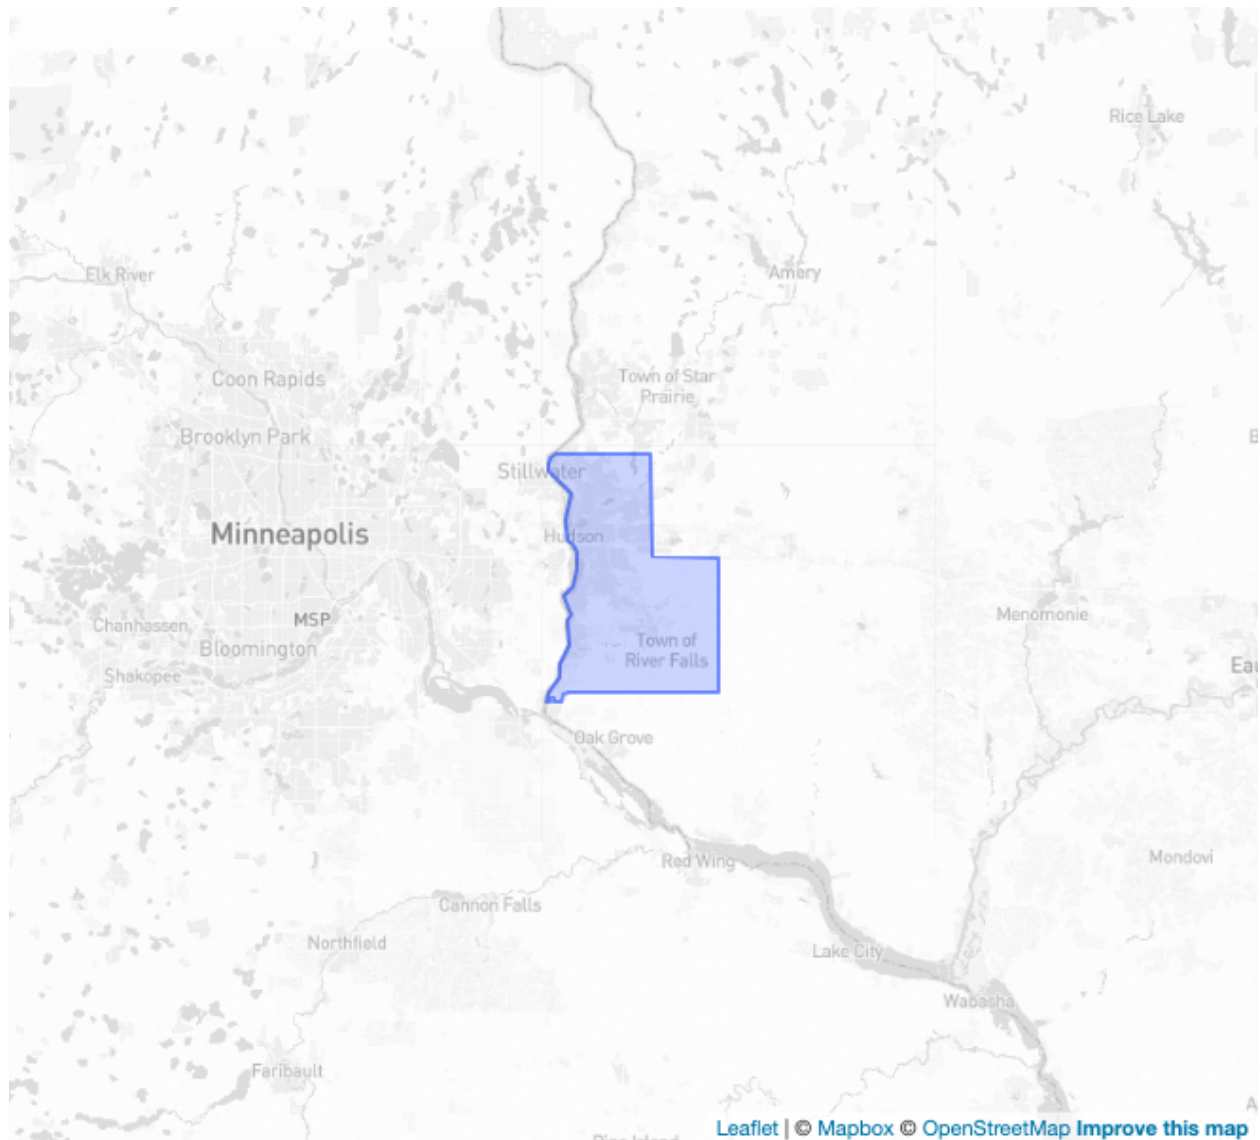 Rice Lake
Elk River
Amery
Coon Rapids
Town of Star
Prairie
Brooklyn Park
B
Stillwater
Minneapolis
Hudson
MSP
Menomonie
Chanhassen
Bloomington
Town of
River Falls
Eau
Shakopee
Oak Grove
Red Wing
Mondovi
Cannon Falls
Northfield
Lake City
Wabasha
Faribault
A
Leaflet | © Mapbox © OpenStreetMap Improve this map